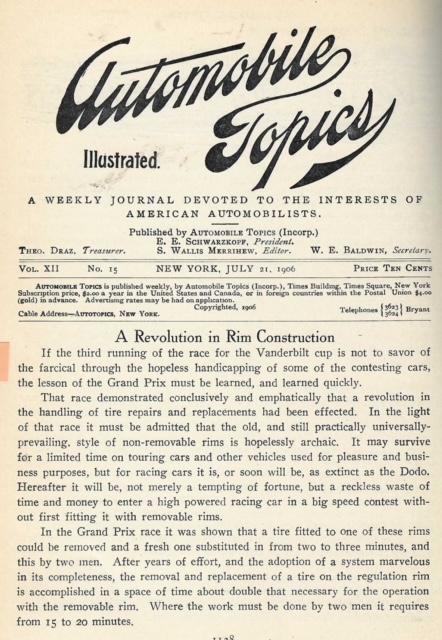 Automobile
Topics
Illustrated.
A WEEKLY JOURNAL DEVOTED TO THE INTERESTS OF
AMERICAN AUTOMOBILISTS.
Published by AUTOMOBILE TOPICS (Incorp.)
E. E. SCHWARZKOPF, President.
THEO. DRAZ, Treasurer. S. WALLIS MERRIHEW, Editor. W. E. BALDWIN, Secretary.
VOL. XII No. 15 NEW YORK, JULY 21, 1906 PRICE TEN CENTS
AUTOMOBILE TOPICS is published weekly, by Automobile Topics (Incorp.), Times Building, Times Square, New York
Subscription price, $2.00 a year in the United States and Canada, or in foreign countries within the Postal Union $4.00
(gold) in advance. Advertising rates may be had on application.
Copyrighted, 1906
Cable Address—AUTOTOPICS, NEW YORK. Telephones {3623 3624} Bryant
A Revolution in Rim Construction
If the third running of the race for the Vanderbilt cup is not to savor of
the farcical through the hopeless handicapping of some of the contesting cars,
the lesson of the Grand Prix must be learned, and learned quickly.
That race demonstrated conclusively and emphatically that a revolution in
the handling of tire repairs and replacements had been effected. In the light
of that race it must be admitted that the old, and still practically universally-
prevailing, style of non-removable rims is hopelessly archaic. It may survive
for a limited time on touring cars and other vehicles used for pleasure and busi-
ness purposes, but for racing cars it is, or soon will be, as extinct as the Dodo.
Hereafter it will be, not merely a tempting of fortune, but a reckless waste of
time and money to enter a high powered racing car in a big speed contest with-
out first fitting it with removable rims.
In the Grand Prix race it was shown that a tire fitted to one of these rims
could be removed and a fresh one substituted in from two to three minutes, and
this by two men. After years of effort, and the adoption of a system marvelous
in its completeness, the removal and replacement of a tire on the regulation rim
is accomplished in a space of time about double that necessary for the operation
with the removable rim. Where the work must be done by two men it requires
from 15 to 20 minutes.